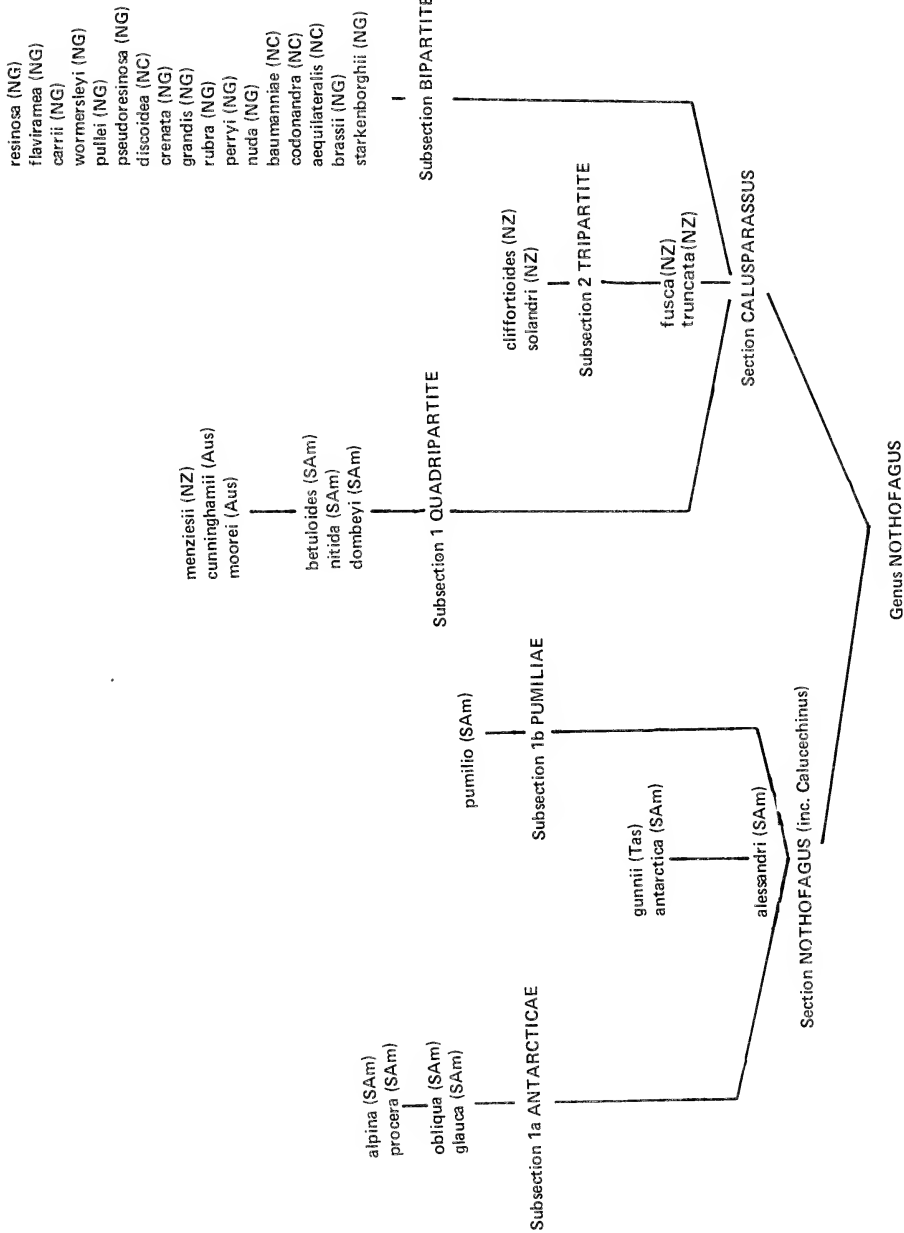 resinosa (NG)
flaviramea (NG)
carrii (NG)
wormersleyi (NG)
pullei (NG)
pseudoresinosa (NG)
discoidea (NC)
crenata (NG)
grandis (NG)
rubra (NG)
perryi (NG)
nuda (NG)
baumanniae (NC)
codonandra (NC)
aequilateralis (NC)
brassii (NG)
starkenborghii (NG)
Subsection BIPARTITE
cliffortioides (NZ)
solandri (NZ)
Subsection 2 TRIPARTITE
fusca(NZ)
truncata(NZ)
Section CALUSPARASSUS
menziesii (NZ)
cunninghamii (Aus)
moorei (Aus)
betuloides (SAm)
nitida (SAm)
dombeyi (SAm)
Subsection 1 QUADRIPARTITE
pumilio (SAm)
Subsection 1b PUMILIAE
gunnii (Tas)
antarctica (SAm)
alessandri (SAm)
Section NOTHOFAGUS (inc. Calucechinus)
alpina (SAm)
procera (SAm)
obliqua (SAm)
glauca (SAm)
Subsection 1a ANTARCTICAE
Genus NOTHOFAGUS